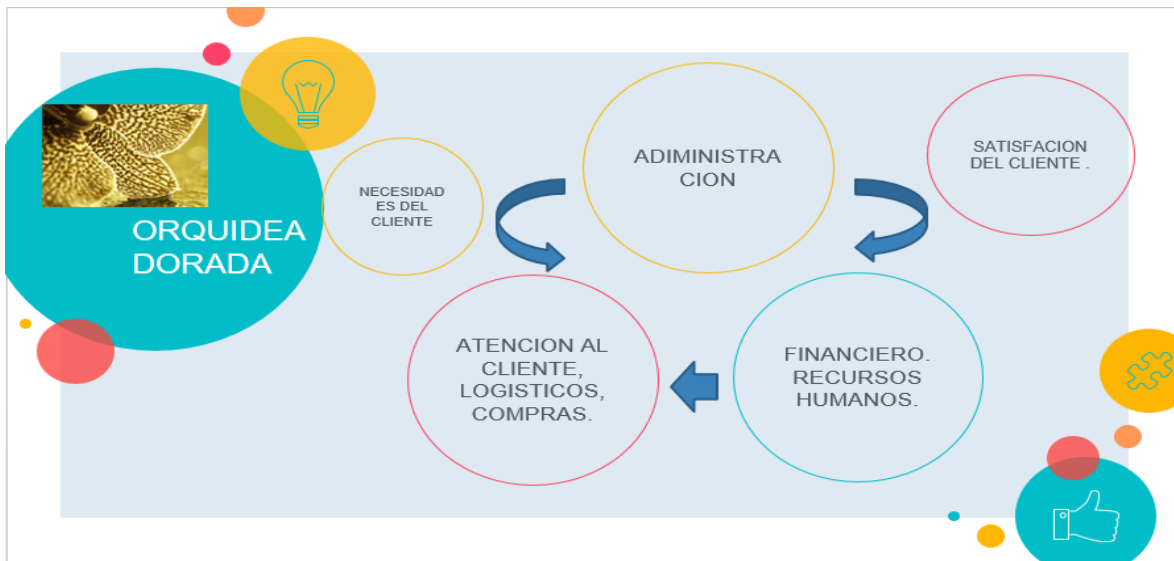 ORQUIDEA
DORADA
NECESIDAD
ES DEL
CLIENTE
ADIMINISTRA
CION
SATISFACION
DEL CLIENTE .
ATENCION AL
CLIENTE,
LOGISTICOS,
COMPRAS.
FINANCIERO.
RECURSOS
HUMANOS.